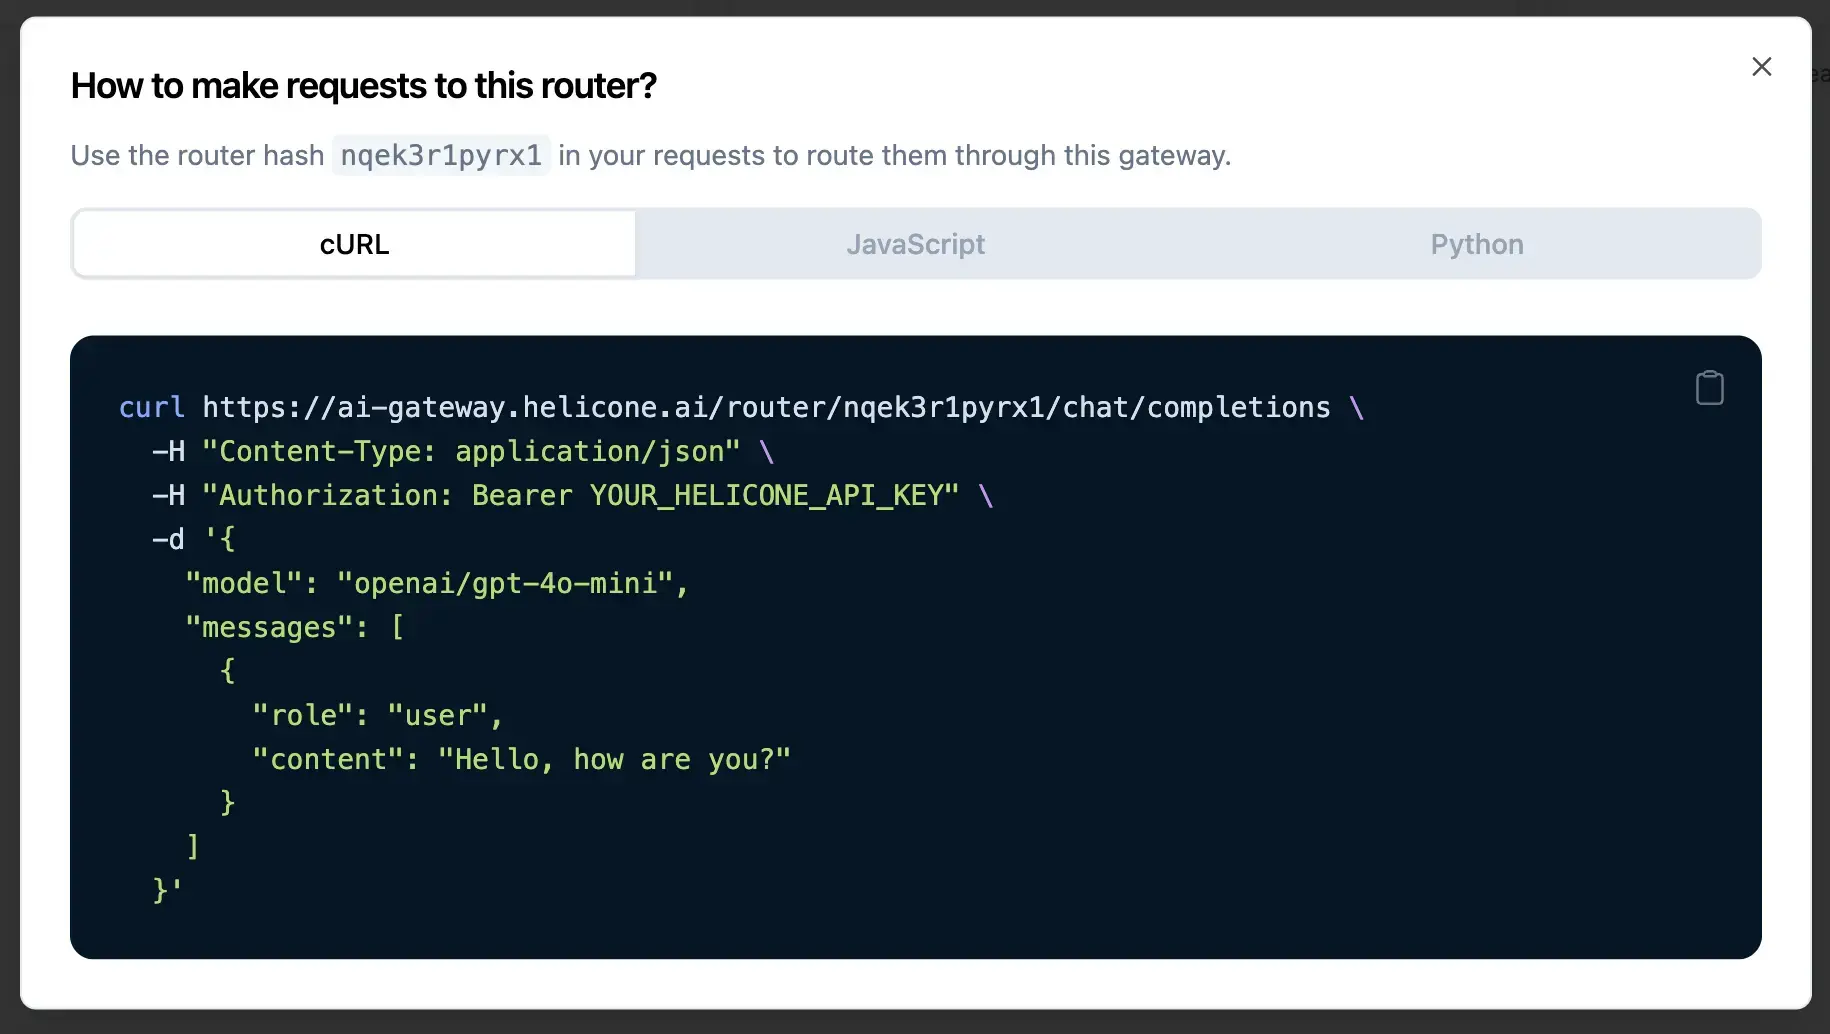 How to make requests to this router?
Use the router hash nqek3r1pyrx1 in your requests to route them through this gateway.
cURL
JavaScript
Python
curl https://ai-gateway.helicone.ai/router/nqek3r1pyrx1/chat/completions \
  -H "Content-Type: application/json" \
  -H "Authorization: Bearer YOUR_HELICONE_API_KEY" \
  -d '{
    "model": "openai/gpt-4o-mini",
    "messages": [
      {
        "role": "user",
        "content": "Hello, how are you?"
      }
    ]
  }'